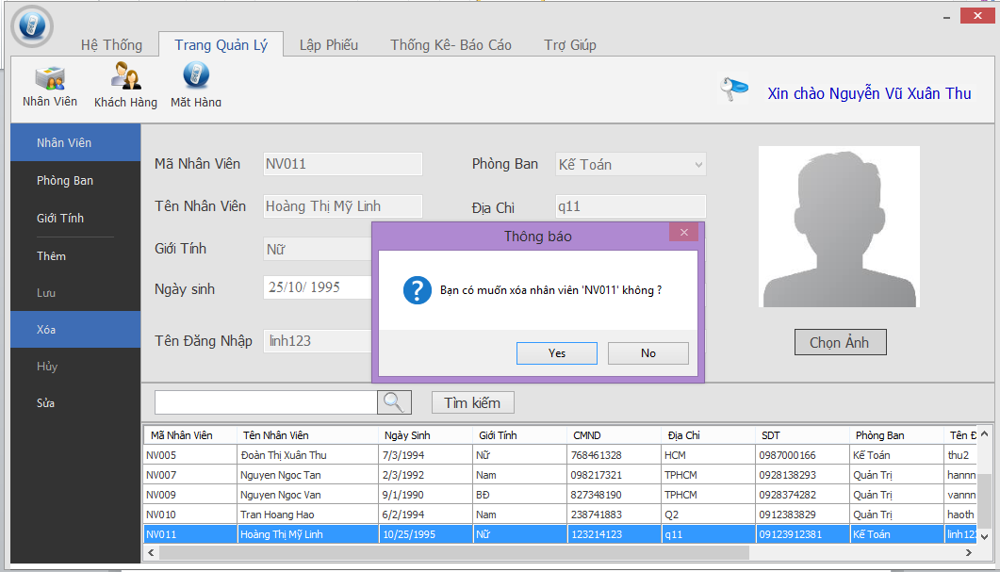 Hệ Thống Trang Quản Lý Lập Phiếu Thống Kê- Báo Cáo Trợ Giúp
Nhân Viên Khách Hàng Mặt Hàng
Xin chào Nguyễn Vũ Xuân Thu
Nhân Viên
Phòng Ban
Giới Tính
Thêm
Lưu
Xóa
Hủy
Sửa
Mã Nhân Viên NV011 Phòng Ban Kế Toán
Tên Nhân Viên Hoàng Thị Mỹ Linh Địa Chỉ q11
Giới Tính Nữ
Ngày sinh 25/10/ 1995
Tên Đăng Nhập linh123
Thông báo
Bạn có muốn xóa nhân viên 'NV011' không ?
Yes No
Chọn Ảnh
Tìm kiếm
Mã Nhân Viên Tên Nhân Viên Ngày Sinh Giới Tính CMND Địa Chỉ SDT Phòng Ban Tên Đ
NV005 Đoàn Thị Xuân Thu 7/3/1994 Nữ 768461328 HCM 0987000166 Kế Toán thu2
NV007 Nguyen Ngoc Tan 2/3/1992 Nam 098217321 TPHCM 0928138293 Quản Trị hannn
NV009 Nguyen Ngoc Van 9/1/1990 BĐ 827348190 TPHCM 0928374282 Quản Trị vannn
NV010 Tran Hoang Hao 6/2/1994 Nam 238741883 Q2 0912383829 Quản Trị haoth
NV011 Hoàng Thị Mỹ Linh 10/25/1995 Nữ 123214123 q11 09123912381 Kế Toán linh123